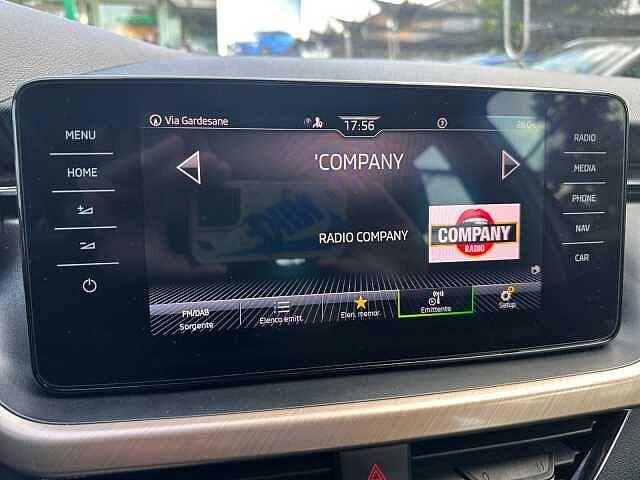 Via Gardesane
17:56
MENU
HOME
RADIO
MEDIA
PHONE
NAV
CAR
'COMPANY
RADIO COMPANY
COMPANY
RADIO
FM/DAB
Sorgente
Elenco emitt.
Elen. memor.
Emittente
Setup